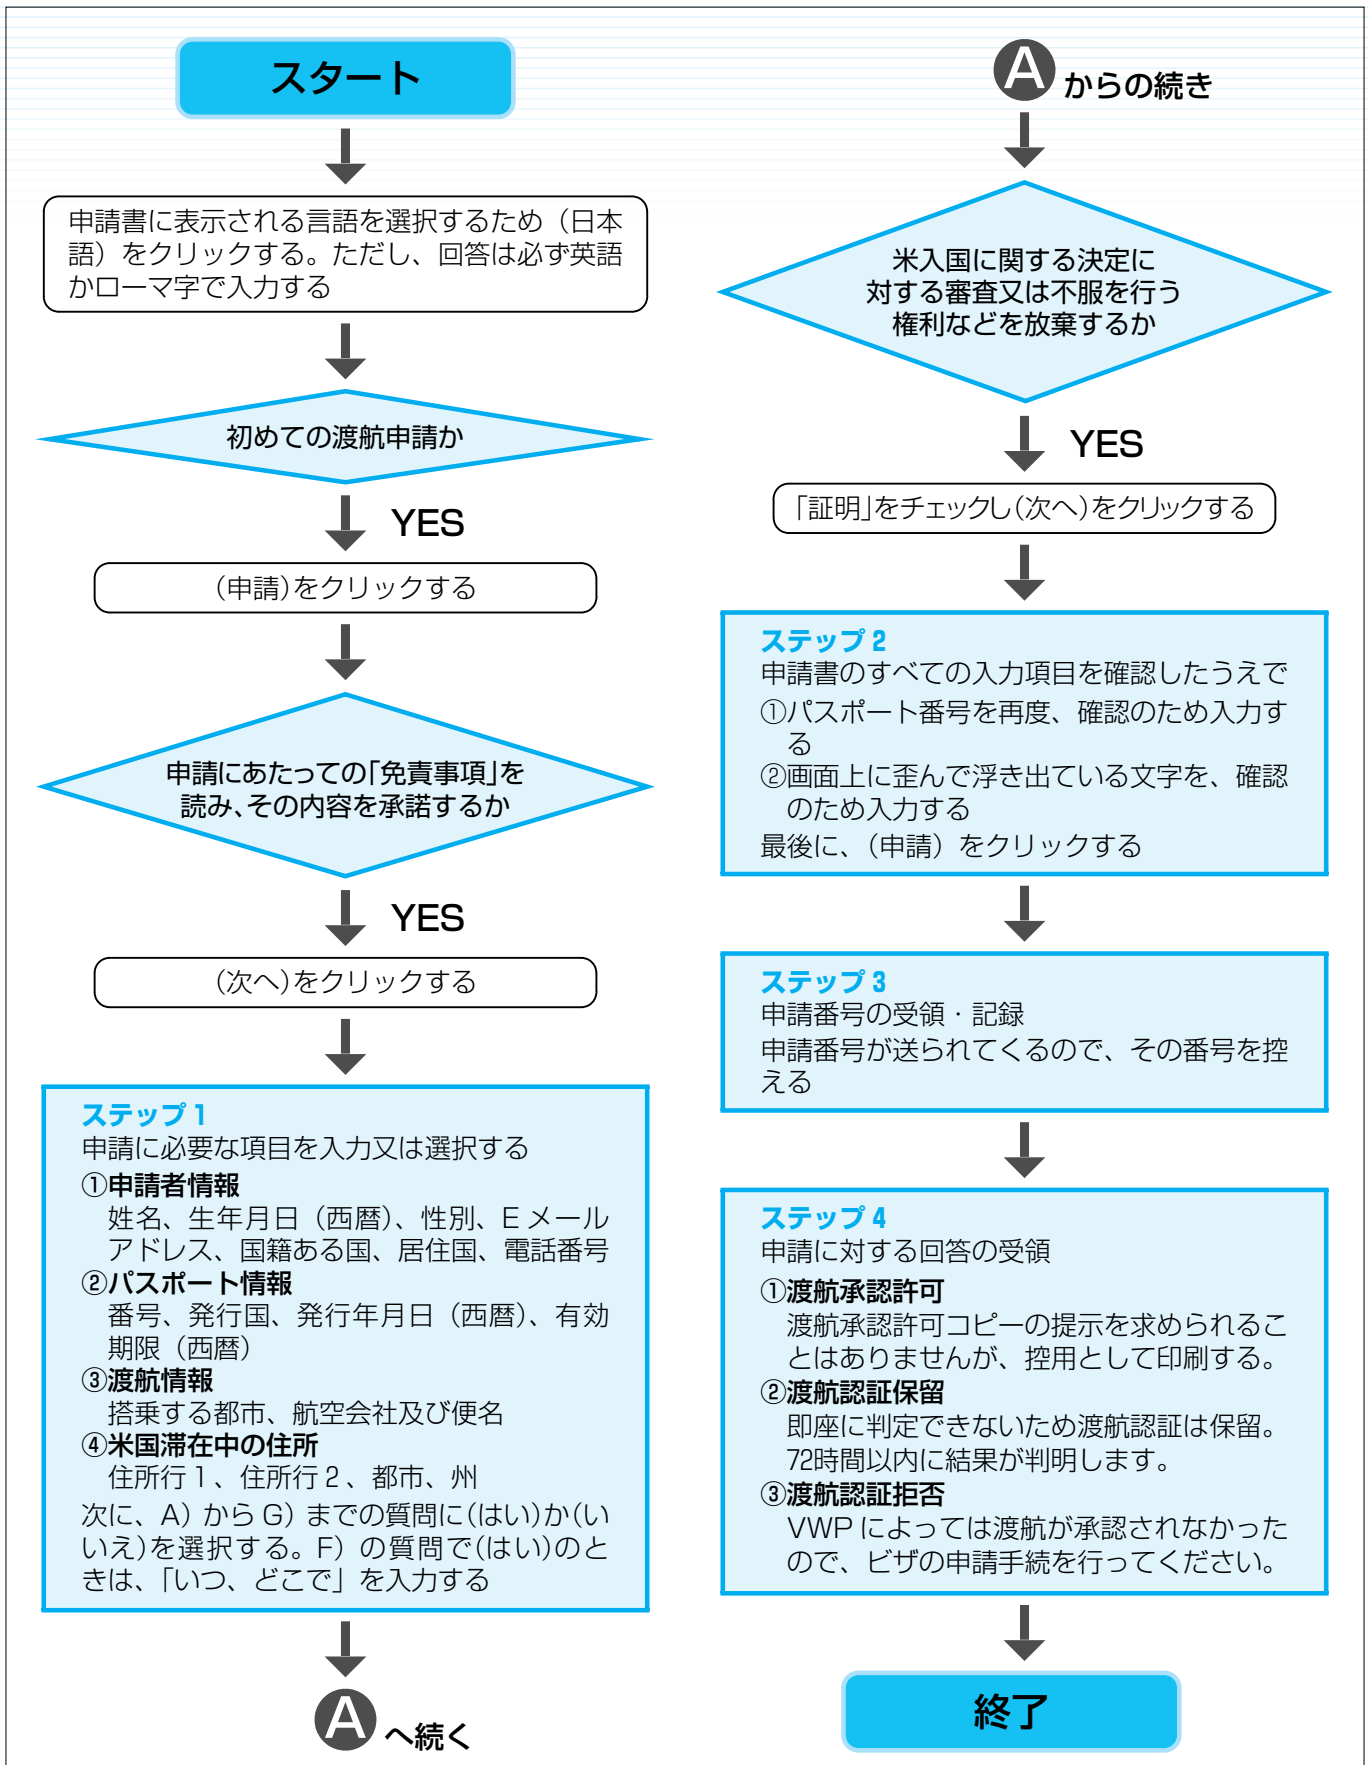 スタート
申請書に表示される言語を選択するため（日本
語）をクリックする。ただし、回答は必ず英語
かローマ字で入力する
初めての渡航申請か
YES
（申請）をクリックする
申請にあたっての「免責事項」を
読み、その内容を承諾するか
YES
（次へ）をクリックする
ステップ 1
申請に必要な項目を入力又は選択する
①申請者情報
姓名、生年月日（西暦）、性別、E メール
アドレス、国籍ある国、居住国、電話番号
②パスポート情報
番号、発行国、発行年月日（西暦）、有効
期限（西暦）
③渡航情報
搭乗する都市、航空会社及び便名
④米国滞在中の住所
住所行 1 、住所行 2 、都市、州
次に、A）から G）までの質問に（はい）か（い
いえ）を選択する。F）の質問で（はい）のと
きは、「いつ、どこで」を入力する
A へ続く
A からの続き
米入国に関する決定に
対する審査又は不服を行う
権利などを放棄するか
YES
「証明」をチェックし（次へ）をクリックする
ステップ 2
申請書のすべての入力項目を確認したうえで
①パスポート番号を再度、確認のため入力す
る
②画面上に歪んで浮き出ている文字を、確認
のため入力する
最後に、（申請）をクリックする
ステップ 3
申請番号の受領・記録
申請番号が送られてくるので、その番号を控
える
ステップ 4
申請に対する回答の受領
①渡航承認許可
渡航承認許可コピーの提示を求められるこ
とはありませんが、控用として印刷する。
②渡航認証保留
即座に判定できないため渡航認証は保留。
72時間以内に結果が判明します。
③渡航認証拒否
VWP によっては渡航が承認されなかった
ので、ビザの申請手続を行ってください。
終了